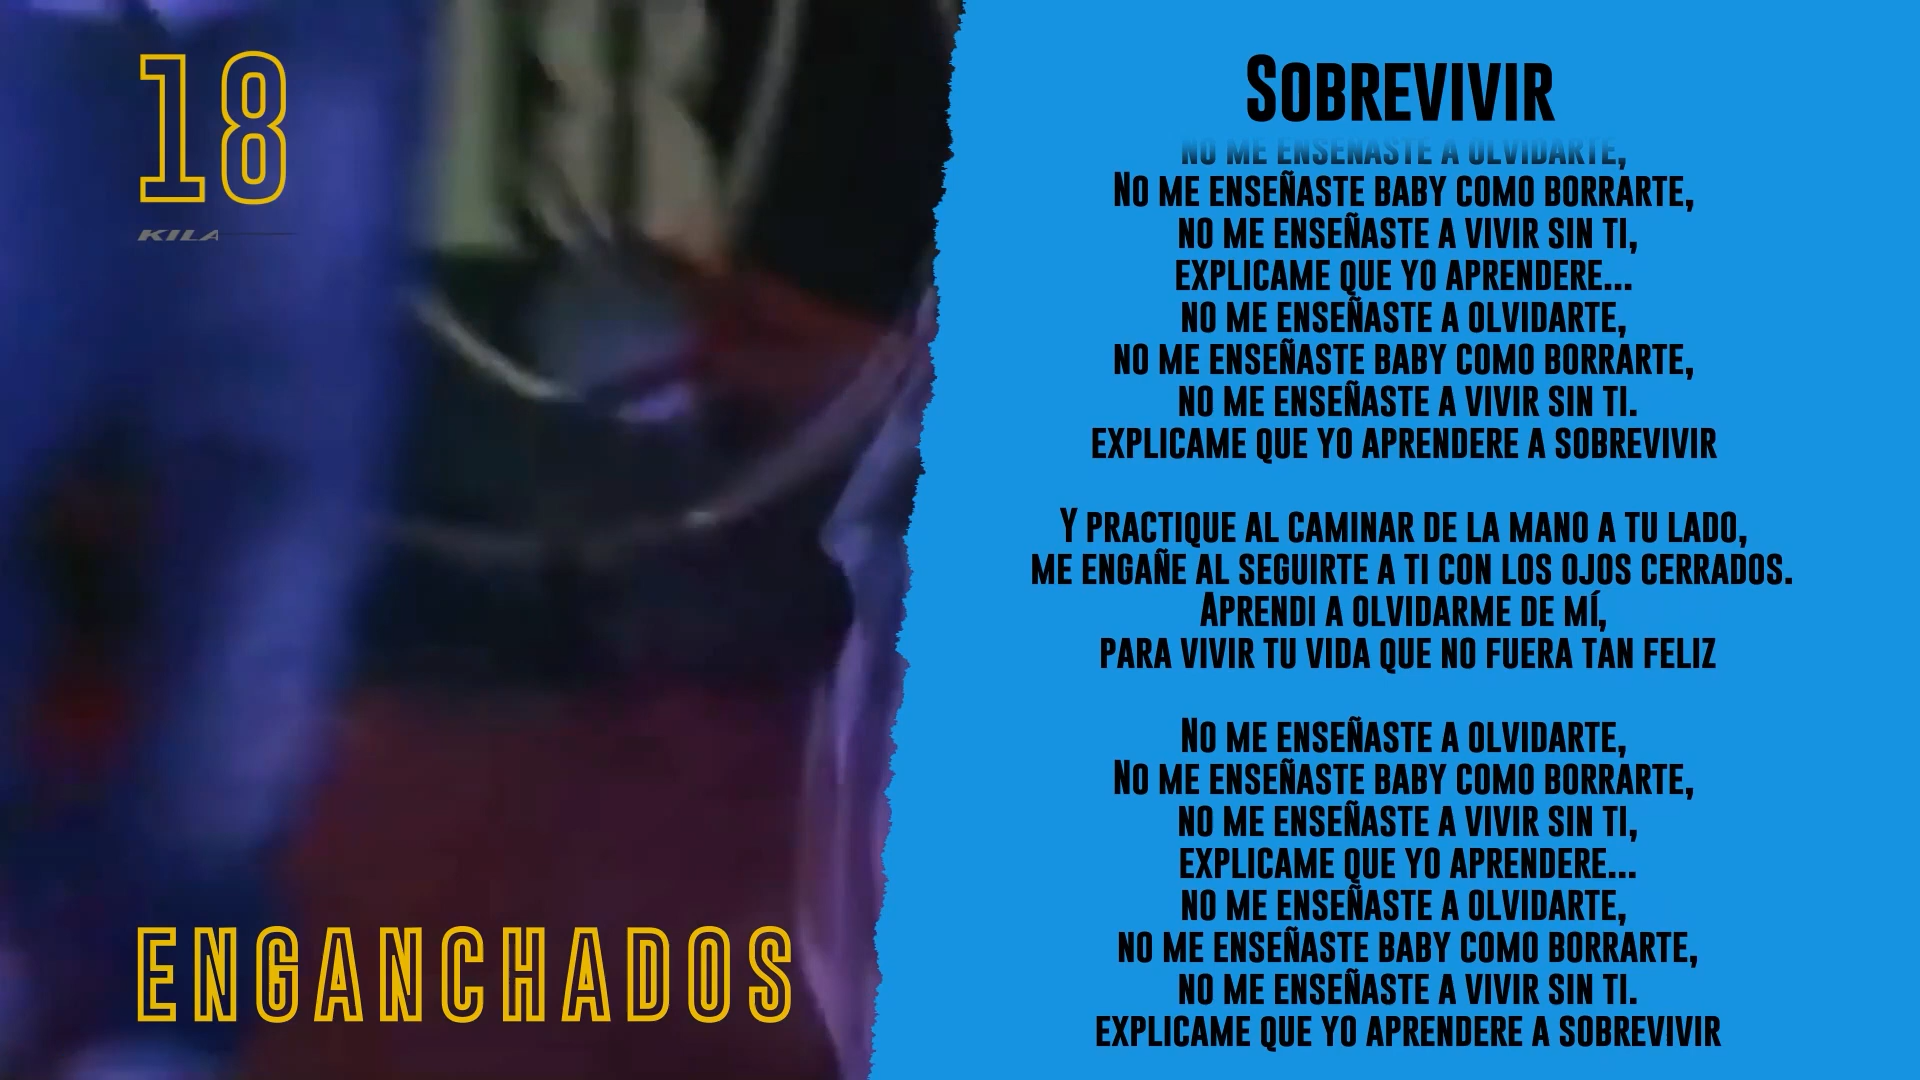 18
KILA
ENGANCHADOS
SOBREVIVIR
NO ME ENSEÑASTE A OLVIDARTE,
NO ME ENSEÑASTE BABY COMO BORRARTE,
NO ME ENSEÑASTE A VIVIR SIN TI,
EXPLICAME QUE YO APRENDERE...
NO ME ENSEÑASTE A OLVIDARTE,
NO ME ENSEÑASTE BABY COMO BORRARTE,
NO ME ENSEÑASTE A VIVIR SIN TI.
EXPLICAME QUE YO APRENDERE A SOBREVIVIR
Y PRACTIQUE AL CAMINAR DE LA MANO A TU LADO,
ME ENGAÑE AL SEGUIRTE A TI CON LOS OJOS CERRADOS.
APRENDI A OLVIDARME DE MÍ,
PARA VIVIR TU VIDA QUE NO FUERA TAN FELIZ
NO ME ENSEÑASTE A OLVIDARTE,
NO ME ENSEÑASTE BABY COMO BORRARTE,
NO ME ENSEÑASTE A VIVIR SIN TI,
EXPLICAME QUE YO APRENDERE...
NO ME ENSEÑASTE A OLVIDARTE,
NO ME ENSEÑASTE BABY COMO BORRARTE,
NO ME ENSEÑASTE A VIVIR SIN TI.
EXPLICAME QUE YO APRENDERE A SOBREVIVIR